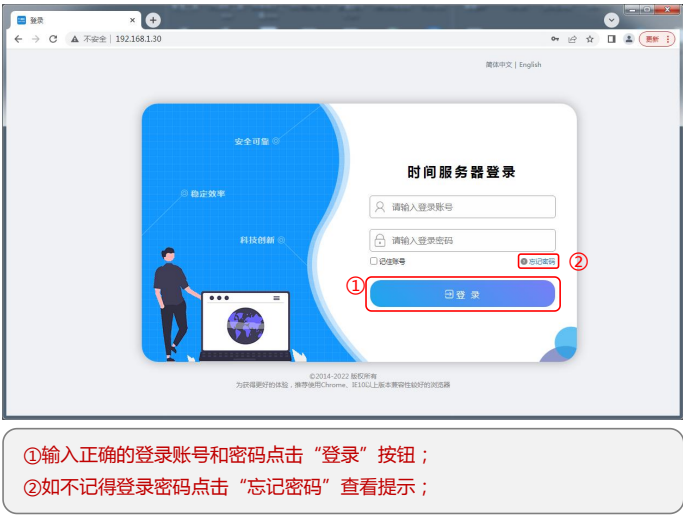 登录
不安全 | 192.168.1.30
更新
简体中文 | English
安全可靠
稳定效率
科技创新
时间服务器登录
请输入登录账号
请输入登录密码
记住账号
忘记密码
②
①
登 录
©2014-2022 版权所有
为获得更好的体验，推荐使用Chrome、IE10以上版本兼容性较好的浏览器
①输入正确的登录账号和密码点击“登录”按钮；
②如不记得登录密码点击“忘记密码”查看提示；